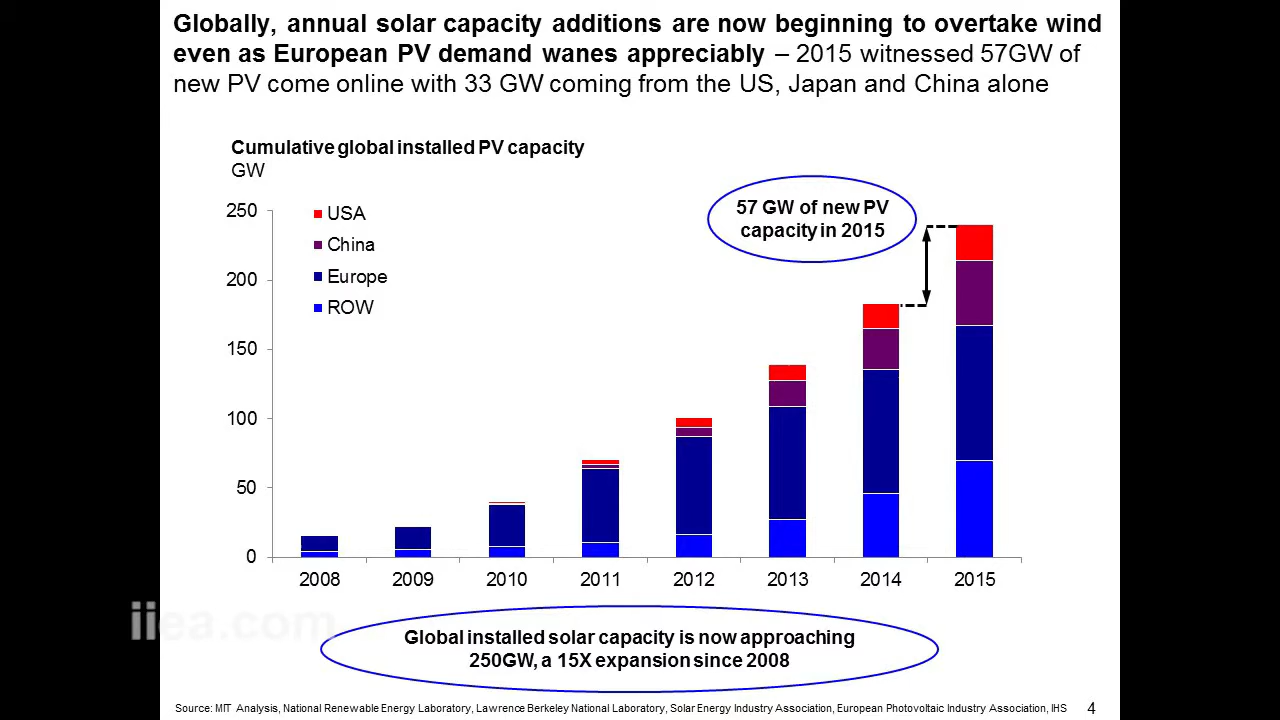 Globally, annual solar capacity additions are now beginning to overtake wind
even as European PV demand wanes appreciably – 2015 witnessed 57GW of
new PV come online with 33 GW coming from the US, Japan and China alone
Cumulative global installed PV capacity
GW
250
200
150
100
50
0
USA
China
Europe
ROW
57 GW of new PV
capacity in 2015
2008 2009 2010 2011 2012 2013 2014 2015
iiea.com
Global installed solar capacity is now approaching
250GW, a 15X expansion since 2008
Source: MIT Analysis, National Renewable Energy Laboratory, Lawrence Berkeley National Laboratory, Solar Energy Industry Association, European Photovoltaic Industry Association, IHS
4